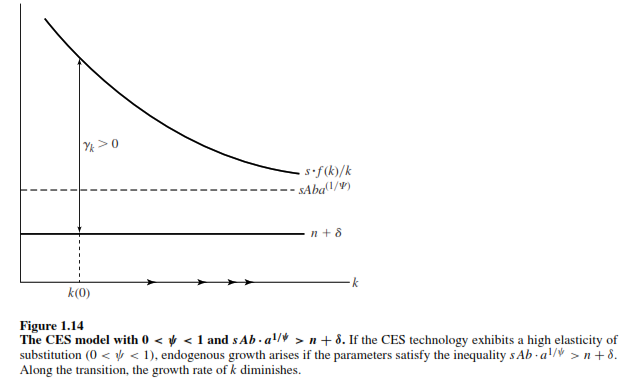 γₖ > 0
s·f(k)/k
sAba^(1/Ψ)
n + δ
k
k(0)
Figure 1.14
The CES model with 0 < ψ < 1 and sAb · a^1/ψ > n + δ. If the CES technology exhibits a high elasticity of
substitution (0 < ψ < 1), endogenous growth arises if the parameters satisfy the inequality sAb · a^1/ψ > n + δ.
Along the transition, the growth rate of k diminishes.